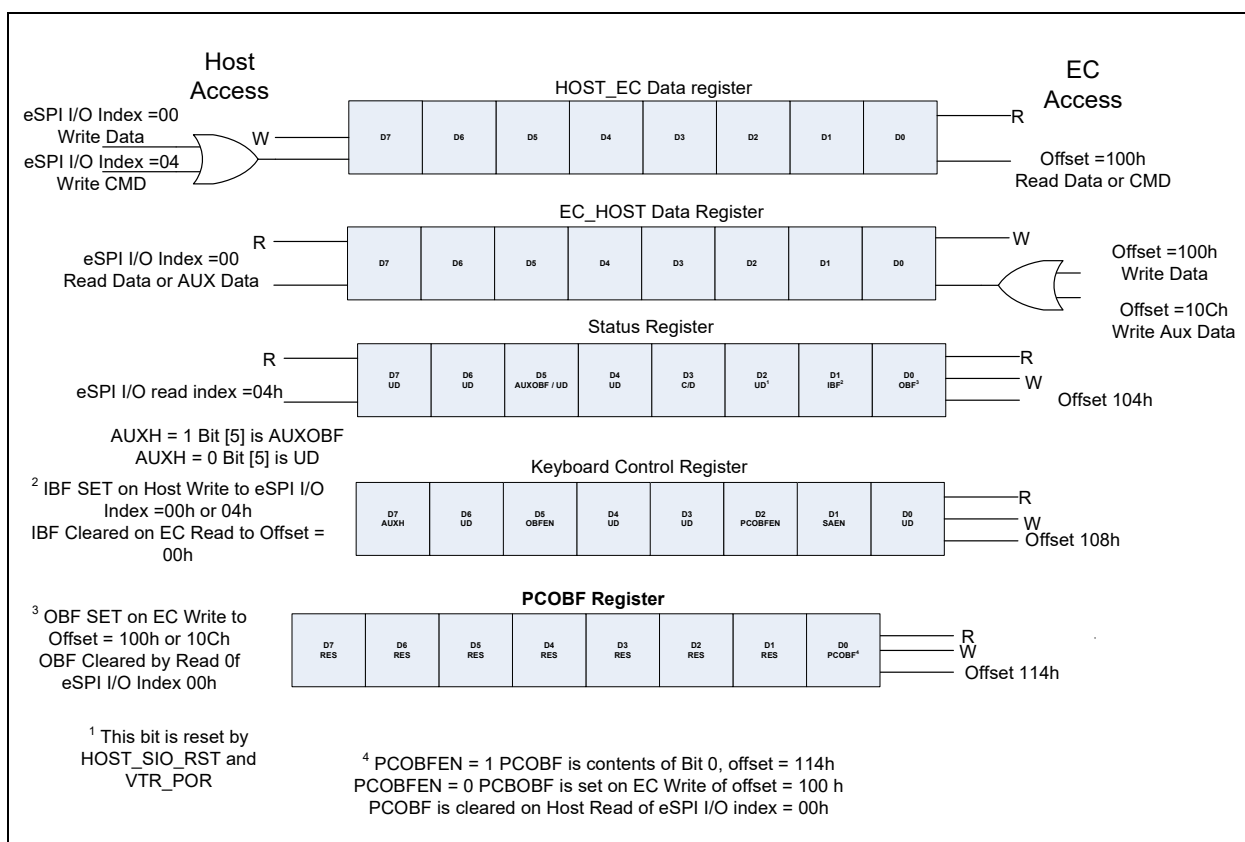 Host
Access
EC
Access
HOST_EC Data register
eSPI I/O Index =00
Write Data
eSPI I/O Index =04
Write CMD
W
D7 D6 D5 D4 D3 D2 D1 D0
R
Offset =100h
Read Data or CMD
EC_HOST Data Register
R
eSPI I/O Index =00
Read Data or AUX Data
D7 D6 D5 D4 D3 D2 D1 D0
W
Offset =100h
Write Data
Offset =10Ch
Write Aux Data
Status Register
R
eSPI I/O read index =04h
D7 D6 D5 D4 D3 D2 D1 D0
UD UD AUXOBF / UD UD C/D UD¹ IBF² OBF³
R
W
Offset 104h
AUXH = 1 Bit [5] is AUXOBF
AUXH = 0 Bit [5] is UD
Keyboard Control Register
² IBF SET on Host Write to eSPI I/O
Index =00h or 04h
IBF Cleared on EC Read to Offset =
00h
D7 D6 D5 D4 D3 D2 D1 D0
AUXH UD OBFEN UD UD PCOBFEN SAEN UD
R
W
Offset 108h
PCOBF Register
³ OBF SET on EC Write to
Offset = 100h or 10Ch
OBF Cleared by Read 0f
eSPI I/O Index 00h
D7 D6 D5 D4 D3 D2 D1 D0
RES RES RES RES RES RES RES PCOBF⁴
R
W
Offset 114h
¹ This bit is reset by
HOST_SIO_RST and
VTR_POR
⁴ PCOBFEN = 1 PCOBF is contents of Bit 0, offset = 114h
PCOBFEN = 0 PCBOBF is set on EC Write of offset = 100 h
PCOBF is cleared on Host Read of eSPI I/O index = 00h